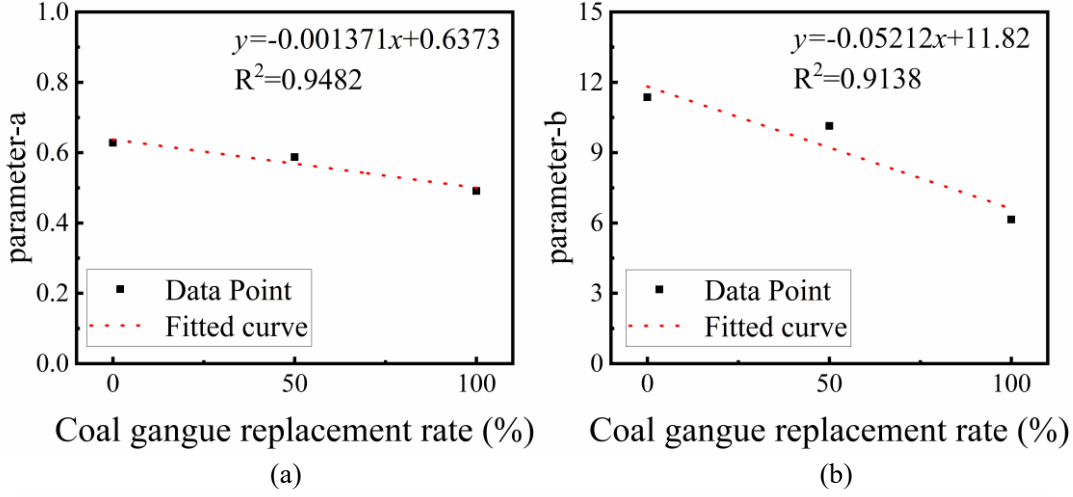 1.0
0.8
0.6
0.4
0.2
0.0
parameter-a
y=-0.001371x+0.6373
R²=0.9482
Data Point
Fitted curve
0 50 100
Coal gangue replacement rate (%)
(a)
15
12
9
6
3
0
parameter-b
y=-0.05212x+11.82
R²=0.9138
Data Point
Fitted curve
0 50 100
Coal gangue replacement rate (%)
(b)